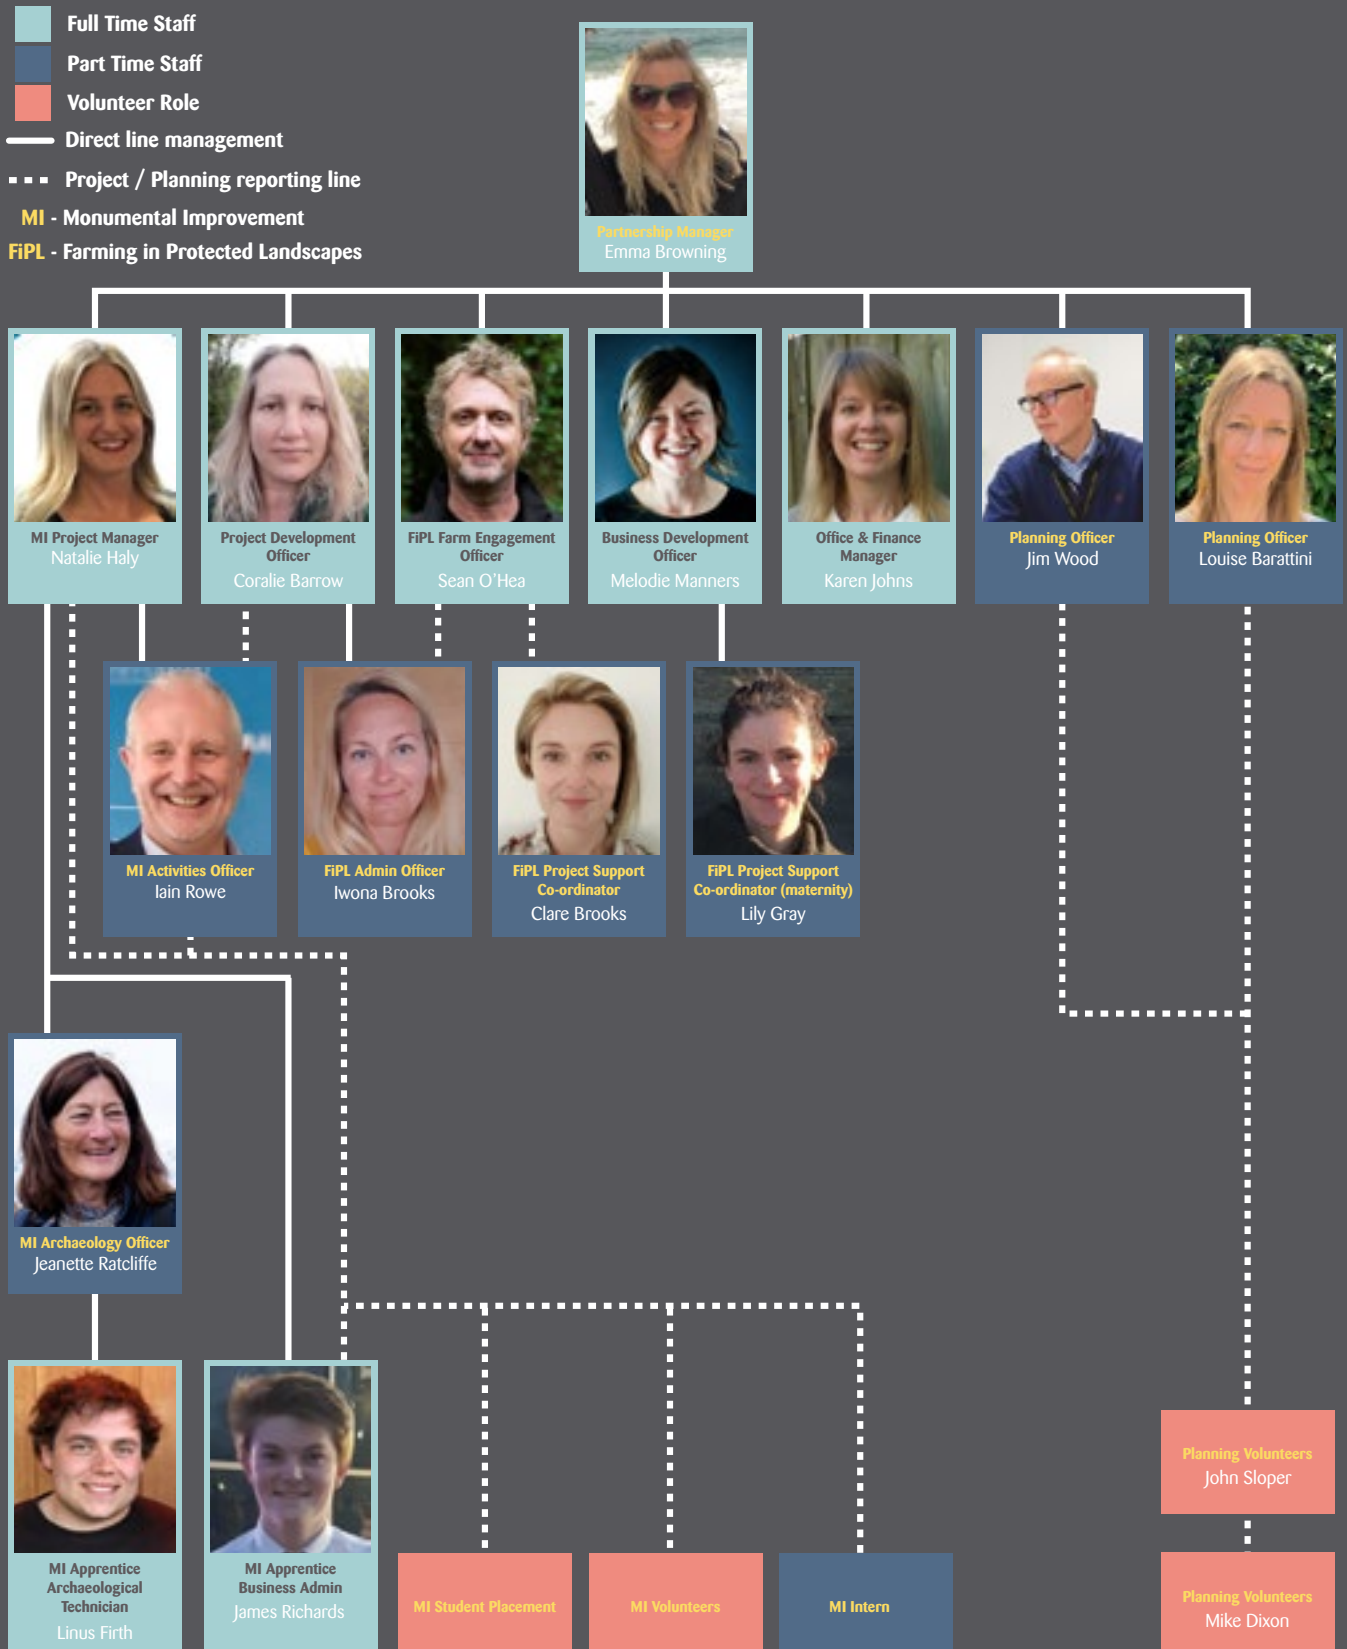 Full Time Staff
Part Time Staff
Volunteer Role
Direct line management
Project / Planning reporting line
MI - Monumental Improvement
FiPL - Farming in Protected Landscapes
Partnership Manager
Emma Browning
MI Project Manager
Natalie Haly
Project Development
Officer
Coralie Barrow
FiPL Farm Engagement
Officer
Sean O'Hea
Business Development
Officer
Melodie Manners
Office & Finance
Manager
Karen Johns
Planning Officer
Jim Wood
Planning Officer
Louise Barattini
MI Activities Officer
Iain Rowe
FiPL Admin Officer
Iwona Brooks
FiPL Project Support
Co-ordinator
Clare Brooks
FiPL Project Support
Co-ordinator (maternity)
Lily Gray
MI Archaeology Officer
Jeanette Ratcliffe
MI Apprentice
Archaeological
Technician
Linus Firth
MI Apprentice
Business Admin
James Richards
MI Student Placement
MI Volunteers
MI Intern
Planning Volunteers
John Sloper
Planning Volunteers
Mike Dixon